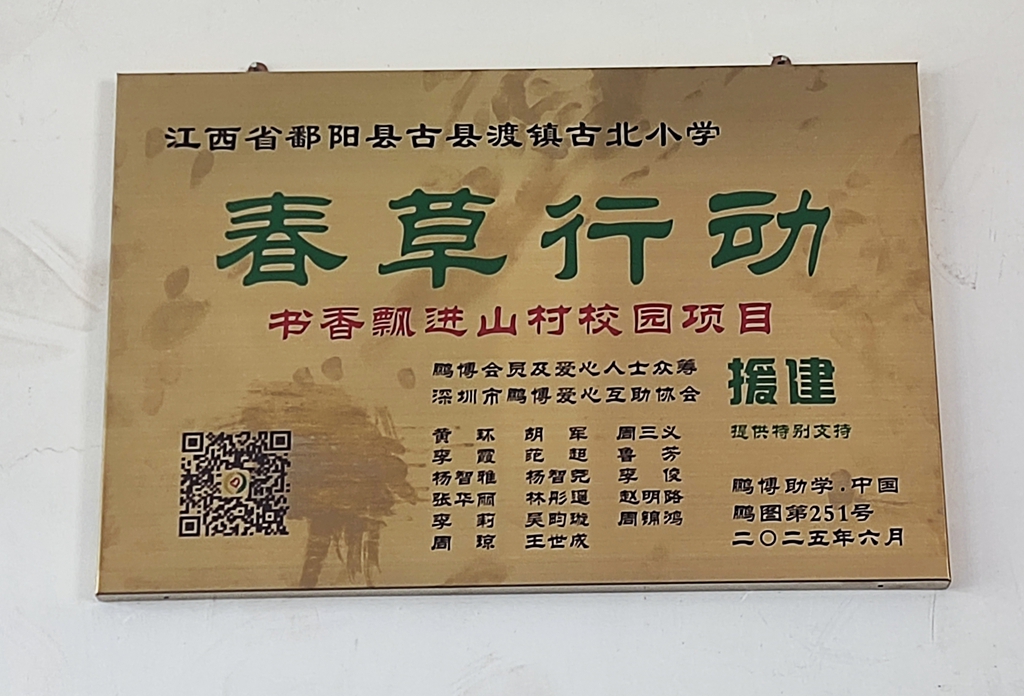 江西省鄱阳县古县渡镇古北小学
春草行动
书香飘进山村校园项目
鹏博会员及爱心人士众筹
深圳市鹏博爱心互助协会
援建
提供特别支持
黄环 胡军 周三义
李霞 范超 鲁芳
杨智雅 杨智尧 李俊
张华丽 林彤暹 赵明路
李莉 吴昀璇 周锦鸿
周琼 王世成
鹏博助学.中国
鹏图第251号
二〇二五年六月